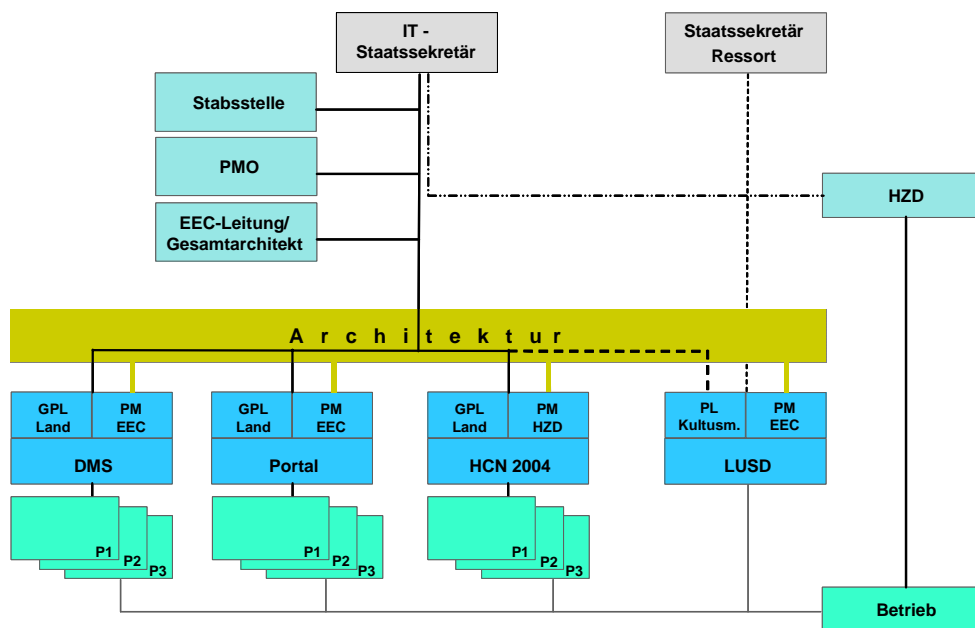 IT -
Staatssekretär
Staatssekretär
Ressort
Stabsstelle
PMO
HZD
EEC-Leitung/
Gesamtarchitekt
A r c h i t e k t u r
GPL
Land
PM
EEC
DMS
GPL
Land
PM
EEC
Portal
GPL
Land
PM
HZD
HCN 2004
PL
Kultusm.
PM
EEC
LUSD
P1
P2
P3
P1
P2
P3
P1
P2
P3
Betrieb